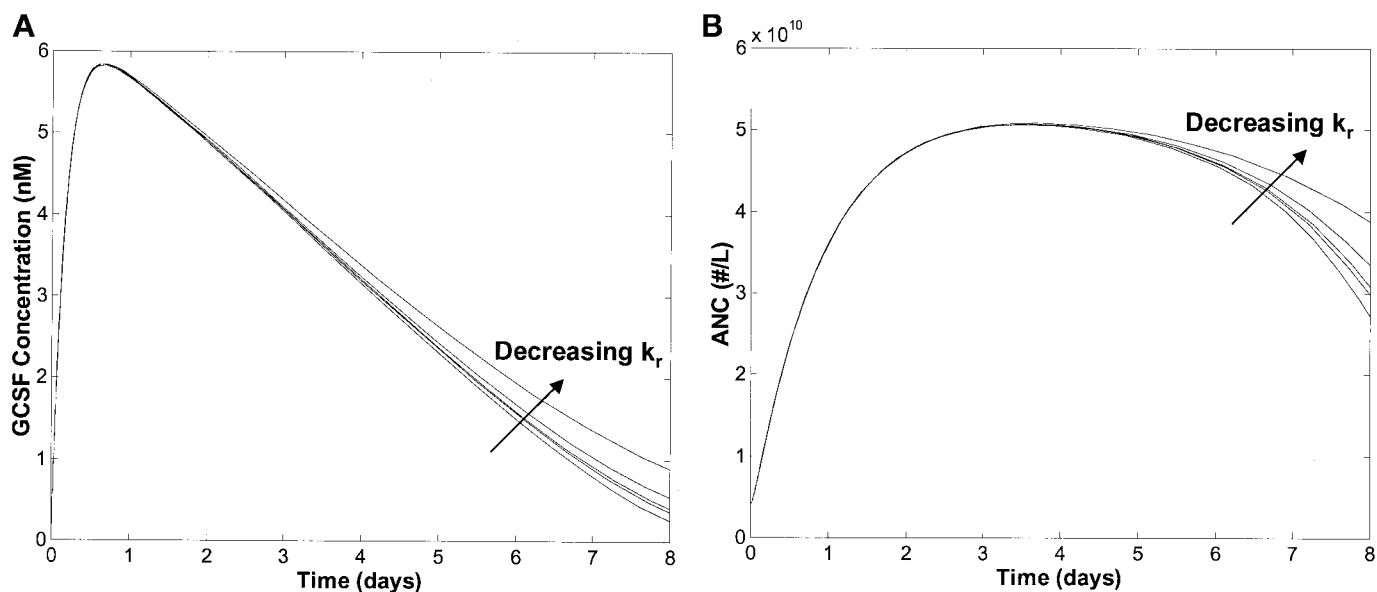 A
GCSF Concentration (nM)
6
5
4
3
2
1
0
0 1 2 3 4 5 6 7 8
Time (days)
Decreasing kr
B
x 10^10
ANC (#/L)
6
5
4
3
2
1
0
0 1 2 3 4 5 6 7 8
Time (days)
Decreasing kr